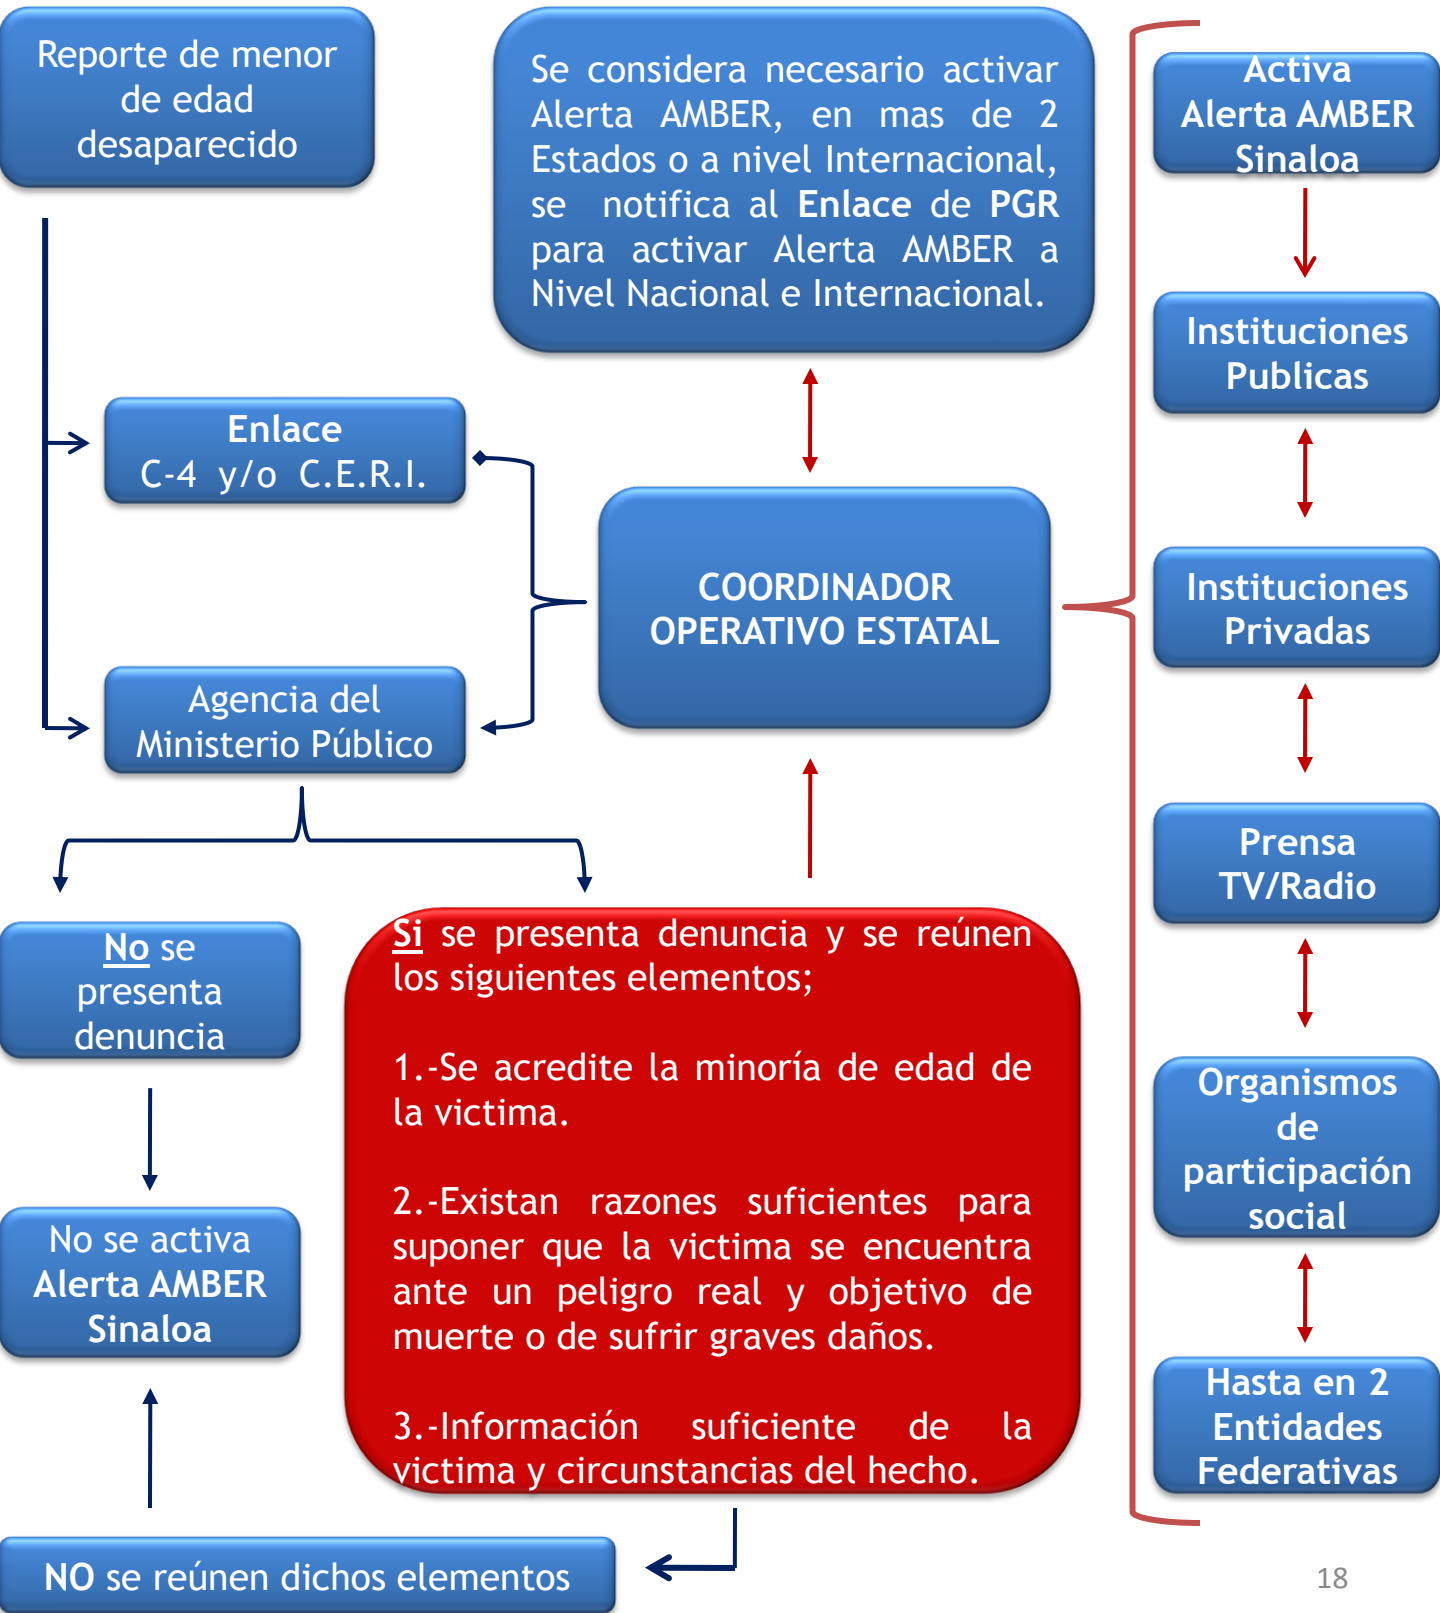 Reporte de menor
de edad
desaparecido
Se considera necesario activar
Alerta AMBER, en mas de 2
Estados o a nivel Internacional,
se notifica al Enlace de PGR
para activar Alerta AMBER a
Nivel Nacional e Internacional.
Activa
Alerta AMBER
Sinaloa
Instituciones
Publicas
Enlace
C-4 y/o C.E.R.I.
COORDINADOR
OPERATIVO ESTATAL
Instituciones
Privadas
Agencia del
Ministerio Público
Prensa
TV/Radio
No se
presenta
denuncia
Si se presenta denuncia y se reúnen
los siguientes elementos;
1.-Se acredite la minoría de edad de
la victima.
2.-Existan razones suficientes para
suponer que la victima se encuentra
ante un peligro real y objetivo de
muerte o de sufrir graves daños.
3.-Información suficiente de la
victima y circunstancias del hecho.
Organismos
de
participación
social
No se activa
Alerta AMBER
Sinaloa
Hasta en 2
Entidades
Federativas
NO se reúnen dichos elementos
18